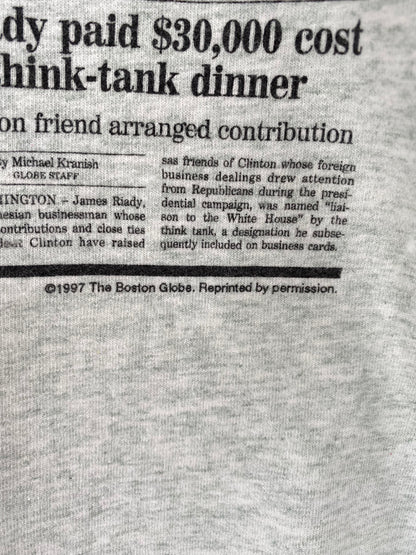 dy paid $30,000 cost
hink-tank dinner
on friend arranged contribution
y Michael Kranish
GLOBE STAFF
INGTON – James Riady,
nesian businessman whose
ontributions and close ties
Clinton have raised
sas friends of Clinton whose foreign
business dealings drew attention
from Republicans during the presi-
dential campaign, was named "liai-
son to the White House" by the
think tank, a designation he subse-
quently included on business cards.
©1997 The Boston Globe. Reprinted by permission.